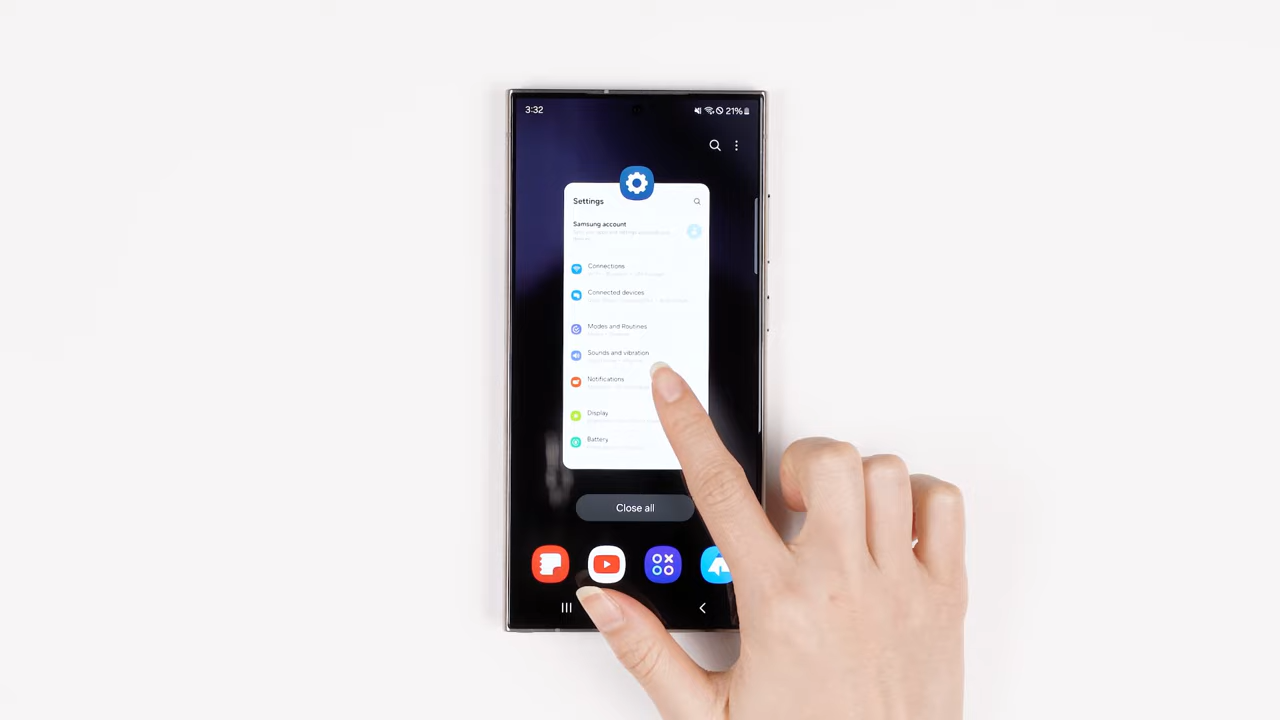 3:32
21%
Settings
Samsung account
Connections
Connected devices
Modes and Routines
Sounds and vibration
Notifications
Display
Battery
Close all